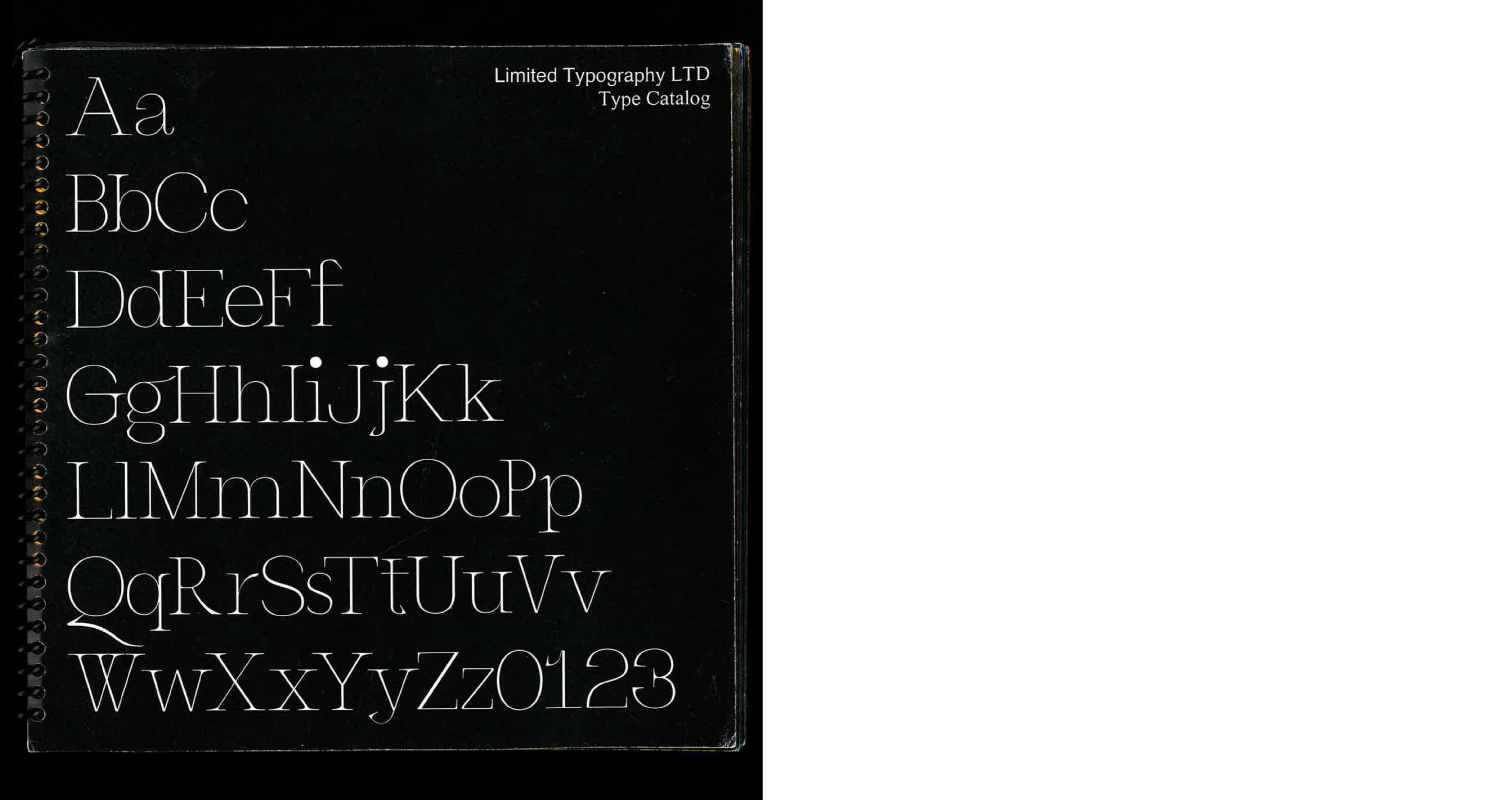 Limited Typography LTD
Type Catalog
Aa
BbCc
DdEeFf
GgHhIiJjKk
LlMmNnOoPp
QqRrSsTtUuVv
WwXxYyZz0123